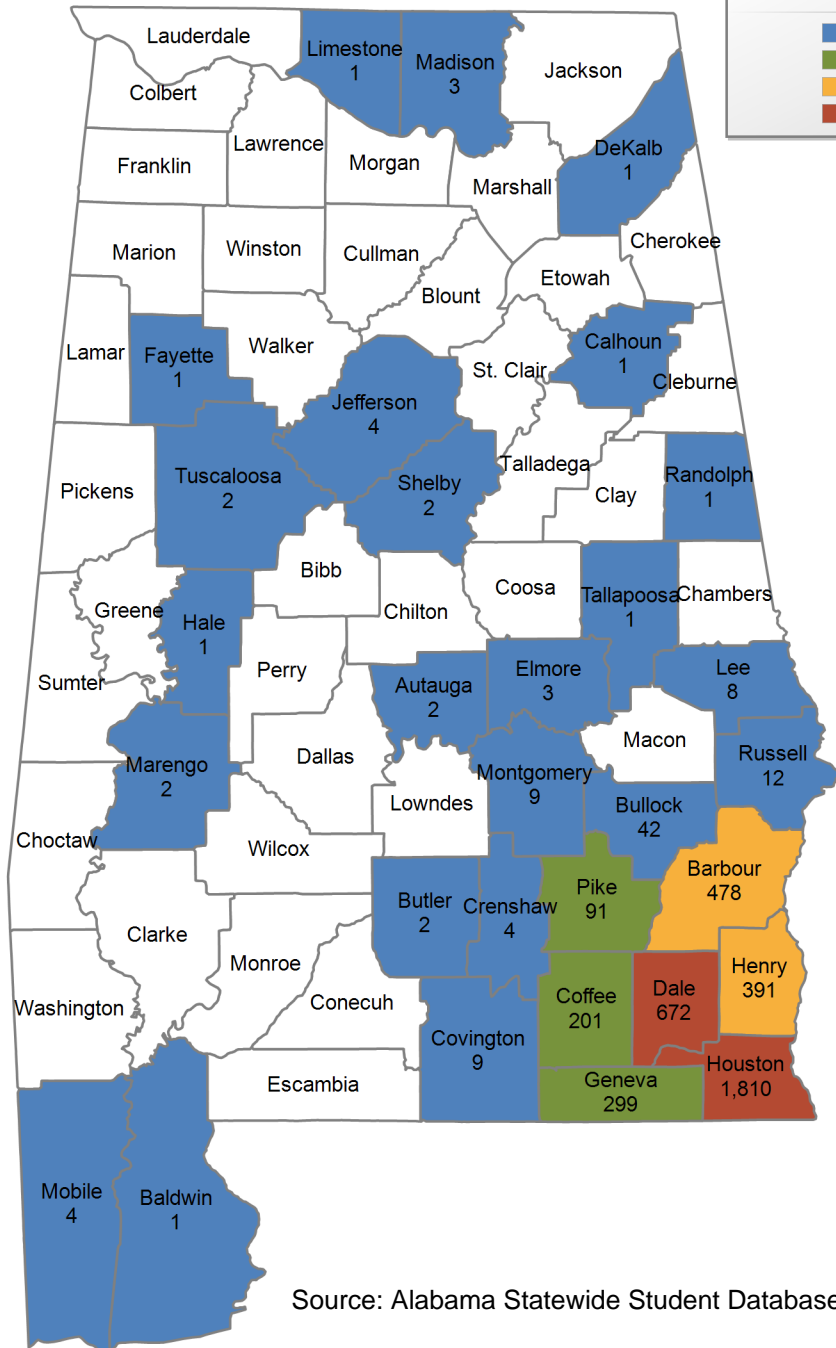 Lauderdale
Limestone
1
Madison
3
Jackson
Colbert
Lawrence
Franklin
Morgan
DeKalb
1
Marshall
Marion
Winston
Cullman
Cherokee
Etowah
Blount
Lamar
Fayette
1
Walker
St. Clair
Calhoun
1
Cleburne
Jefferson
4
Tuscaloosa
2
Shelby
2
Talladega
Clay
Randolph
1
Pickens
Bibb
Coosa
Tallapoosa
1
Chambers
Greene
Hale
1
Chilton
Perry
Sumter
Autauga
2
Elmore
3
Lee
8
Macon
Dallas
Marengo
2
Montgomery
9
Russell
12
Lowndes
Bullock
42
Choctaw
Wilcox
Butler
2
Crenshaw
4
Pike
91
Barbour
478
Clarke
Monroe
Henry
391
Washington
Conecuh
Coffee
201
Dale
672
Covington
9
Houston
1,810
Escambia
Geneva
299
Mobile
4
Baldwin
1
Source: Alabama Statewide Student Database